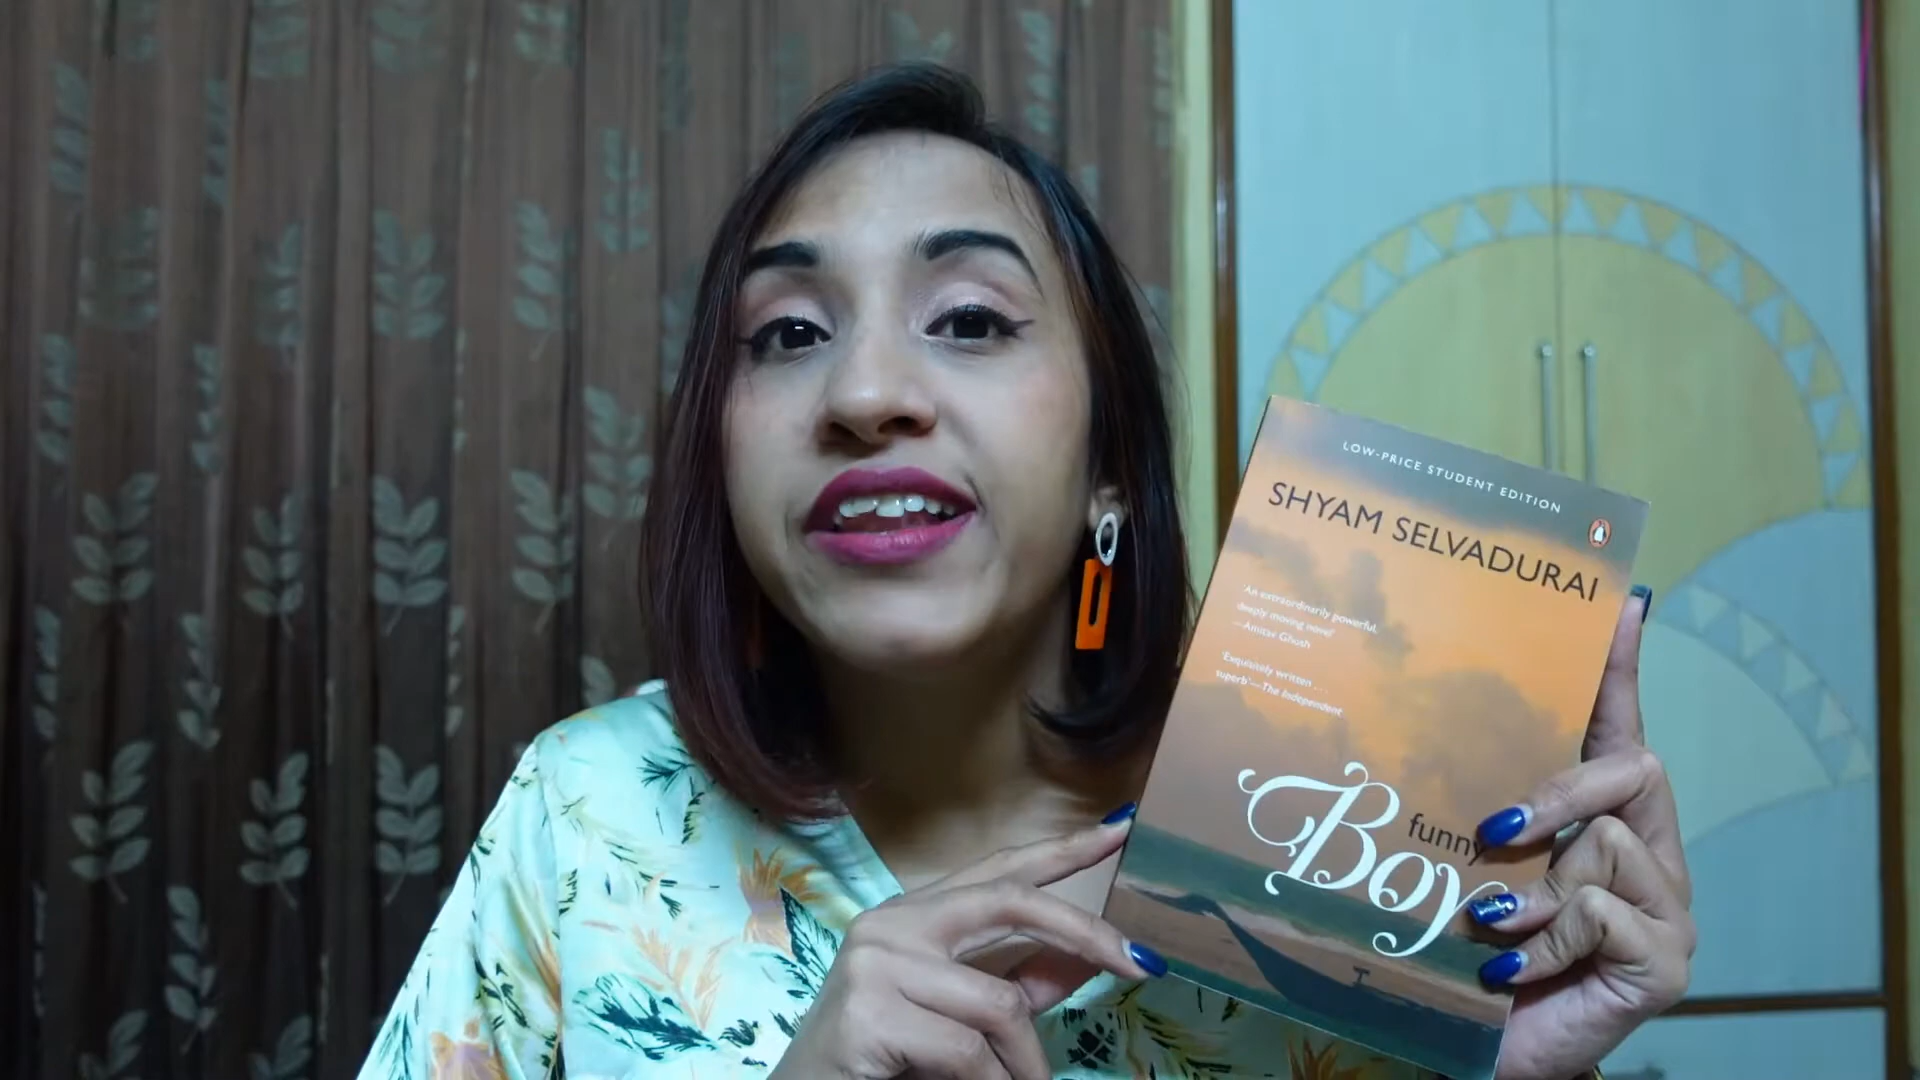 LOW-PRICE STUDENT EDITION
SHYAM SELVADURAI
'An extraordinarily powerful,
deeply moving novel'
—Amitav Ghosh
'Exquisitely written . . .
superb'—The Independent
funny
Boy